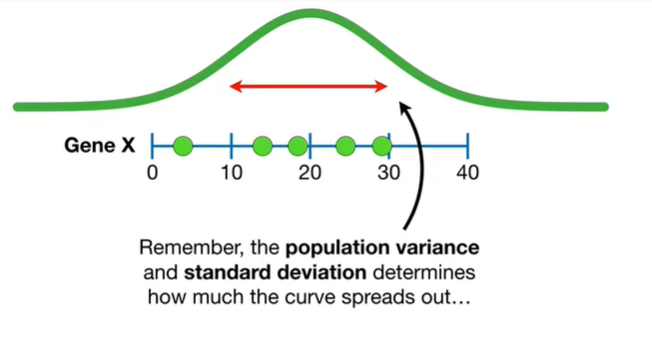 Gene X
0 10 20 30 40
Remember, the population variance
and standard deviation determines
how much the curve spreads out...